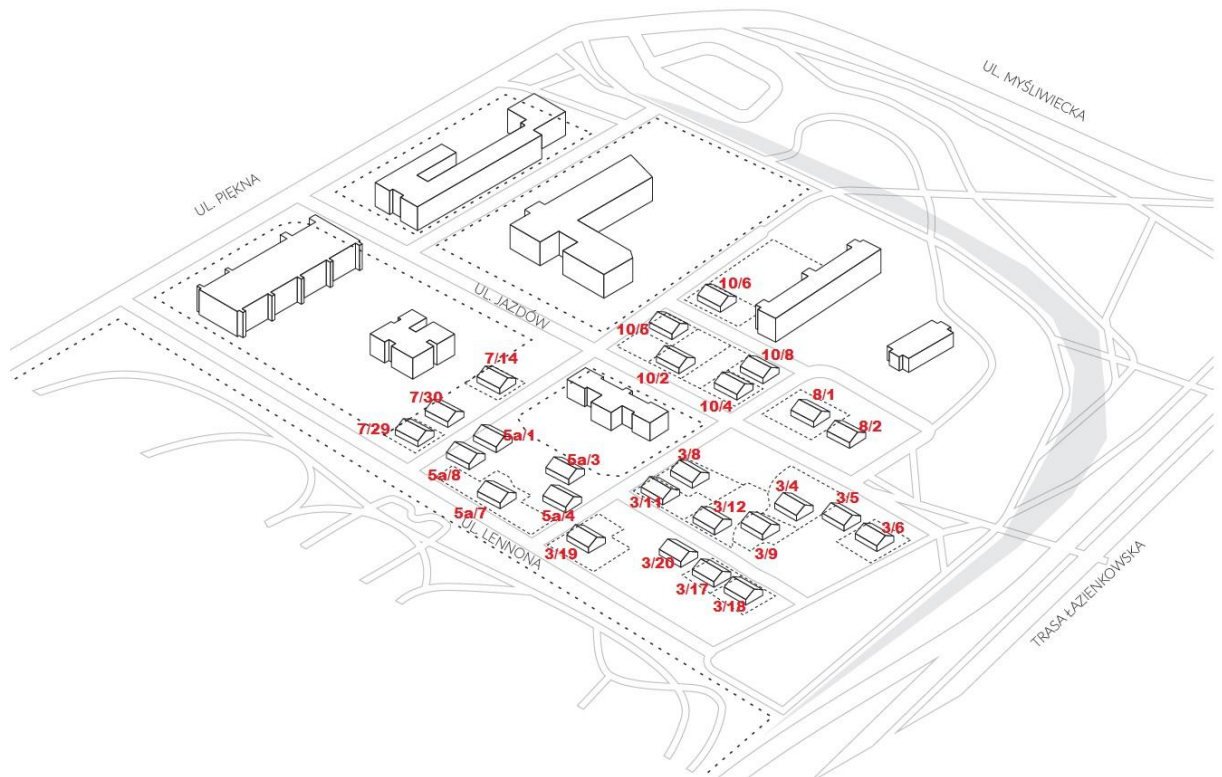 UL. MYŚLIWIECKA
UL. PIĘKNA
10/6
UL. JAZDÓW
10/6
7/14
10/8
10/2
10/4
7/30
8/1
7/29
5a/1
8/2
5a/8
5a/3
3/8
3/4
3/11
3/12
3/5
5a/7
5a/4
UL. LENNONA
3/6
3/19
3/9
3/20
3/17
3/18
TRASA ŁAZIENKOWSKA